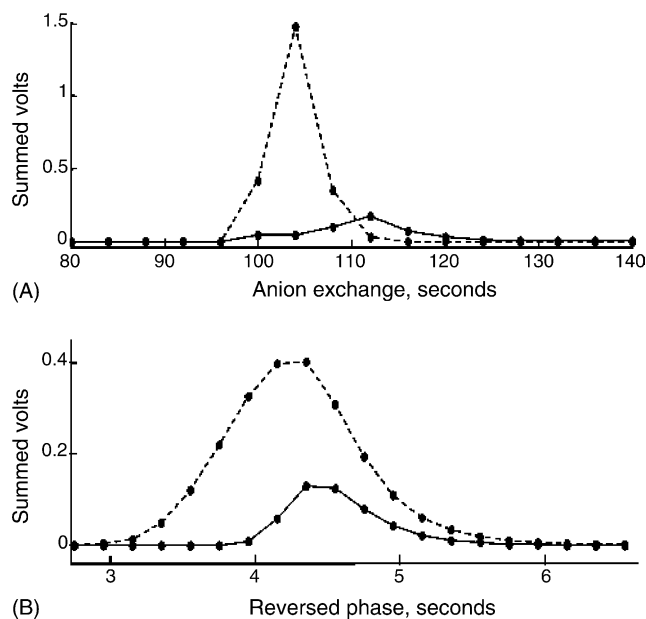 1.5
1
0.5
0
Summed volts
80 90 100 110 120 130 140
(A) Anion exchange, seconds
0.4
0.2
0
Summed volts
3 4 5 6
(B) Reversed phase, seconds